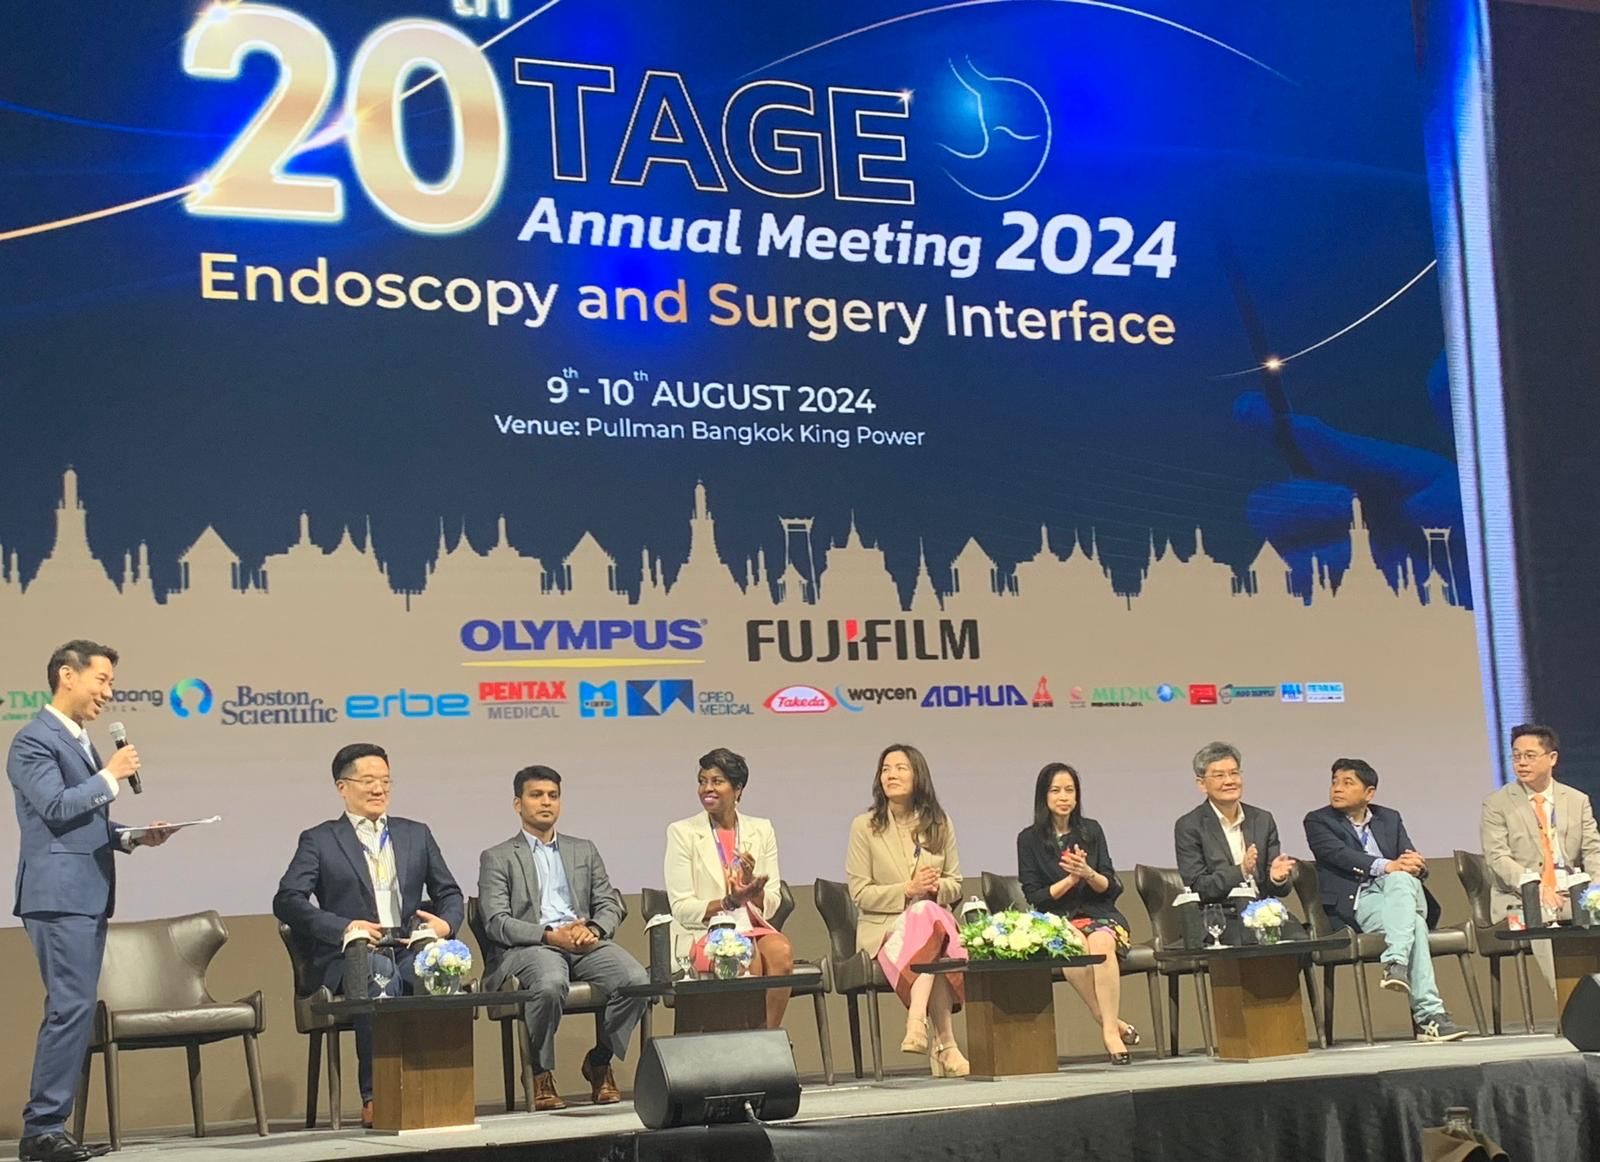 20th TAGE
Annual Meeting 2024
Endoscopy and Surgery Interface
9th - 10th AUGUST 2024
Venue: Pullman Bangkok King Power
OLYMPUS® FUJIFILM
Boston Scientific erbe PENTAX MEDICAL CREO MEDICAL Takeda waycen AOHUA MEDICON